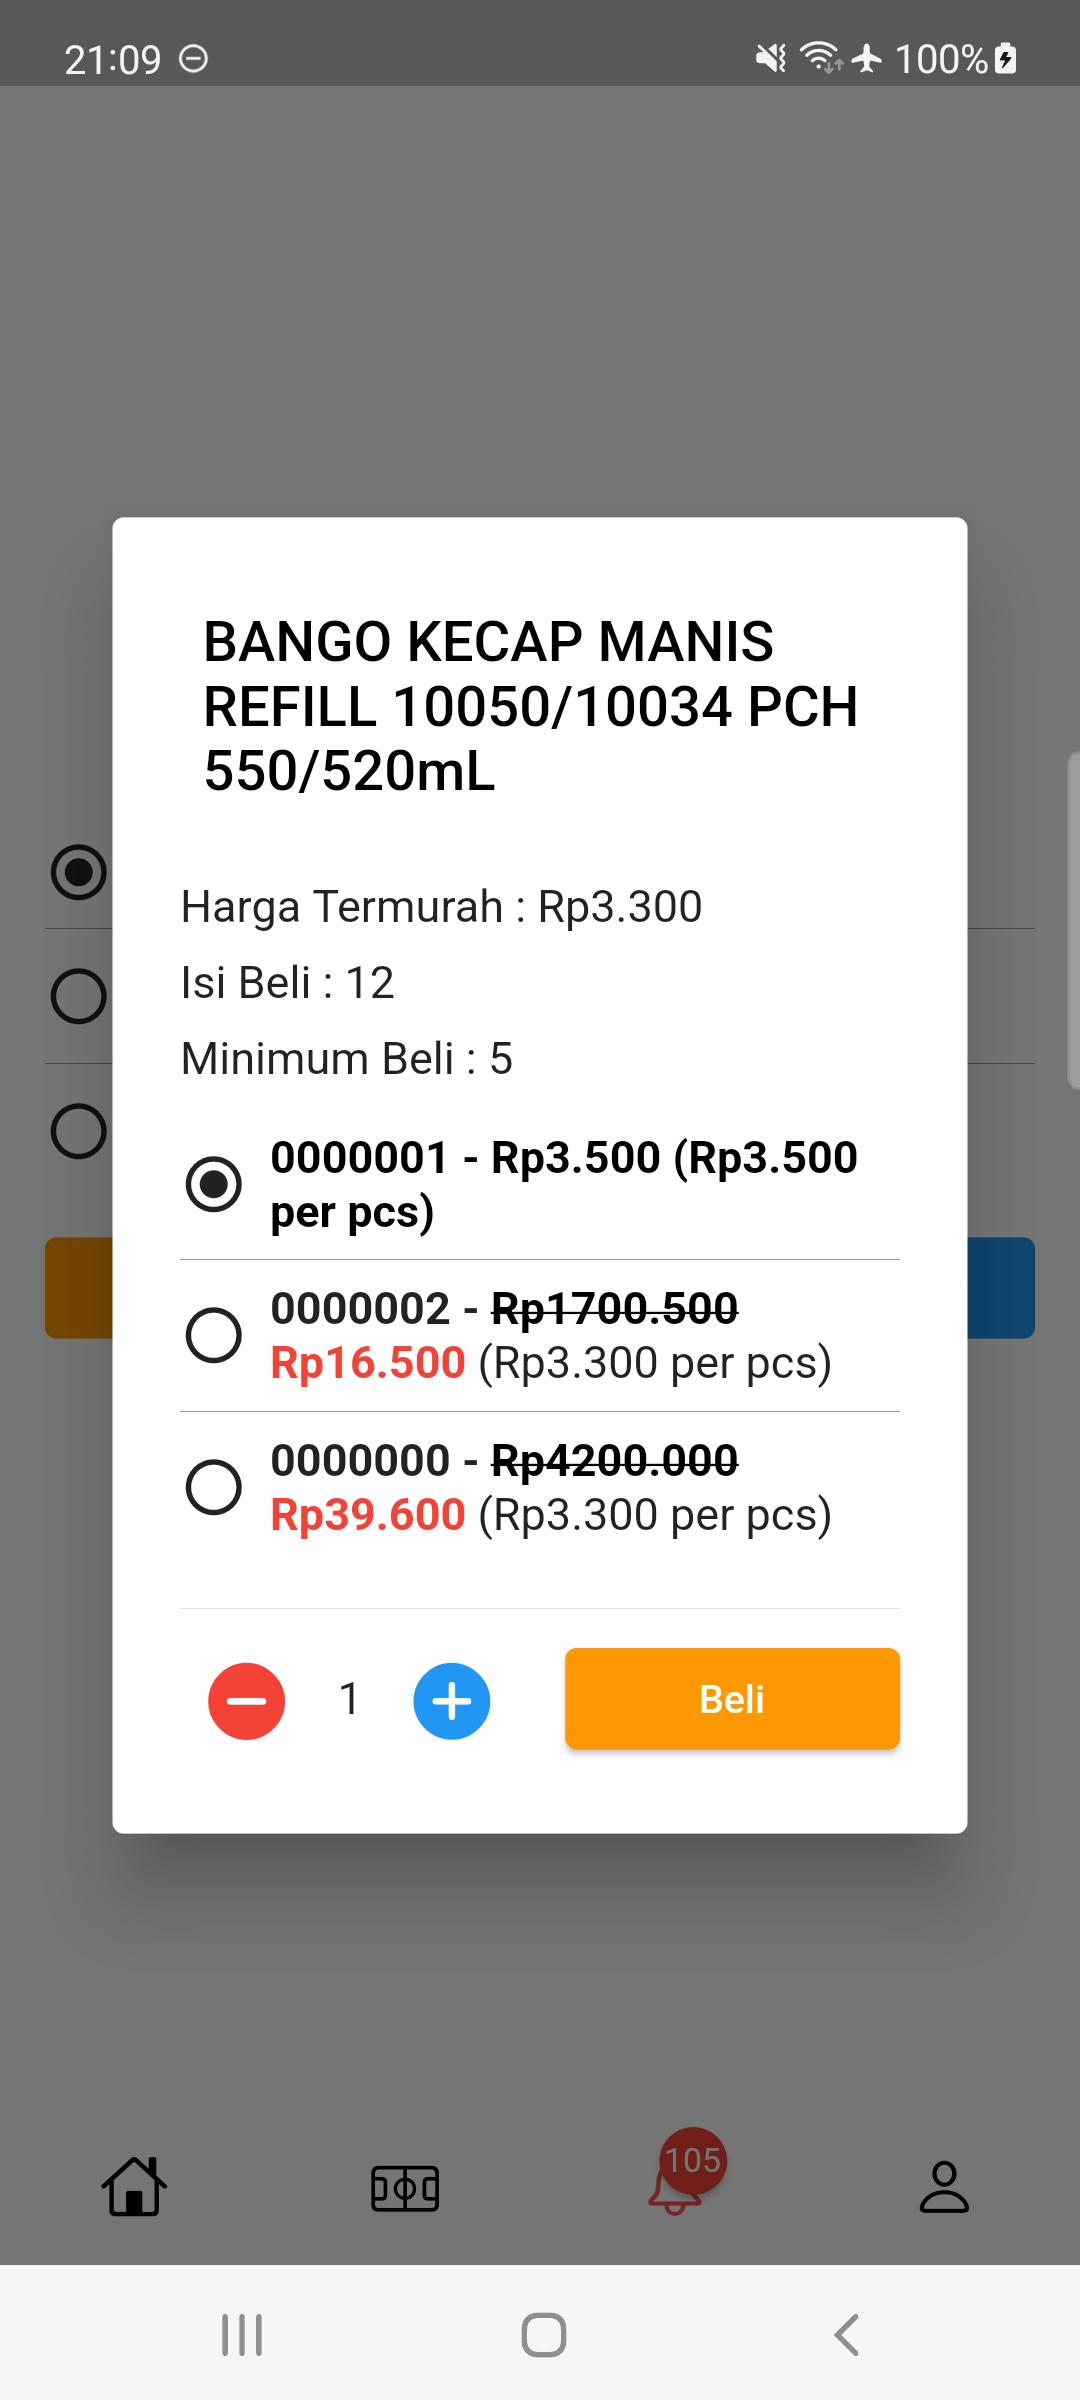 21:09
100%
BANGO KECAP MANIS
REFILL 10050/10034 PCH
550/520mL
Harga Termurah : Rp3.300
Isi Beli : 12
Minimum Beli : 5
0000001 - Rp3.500 (Rp3.500
per pcs)
0000002 - Rp1700.500
Rp16.500 (Rp3.300 per pcs)
0000000 - Rp4200.000
Rp39.600 (Rp3.300 per pcs)
1
Beli
105